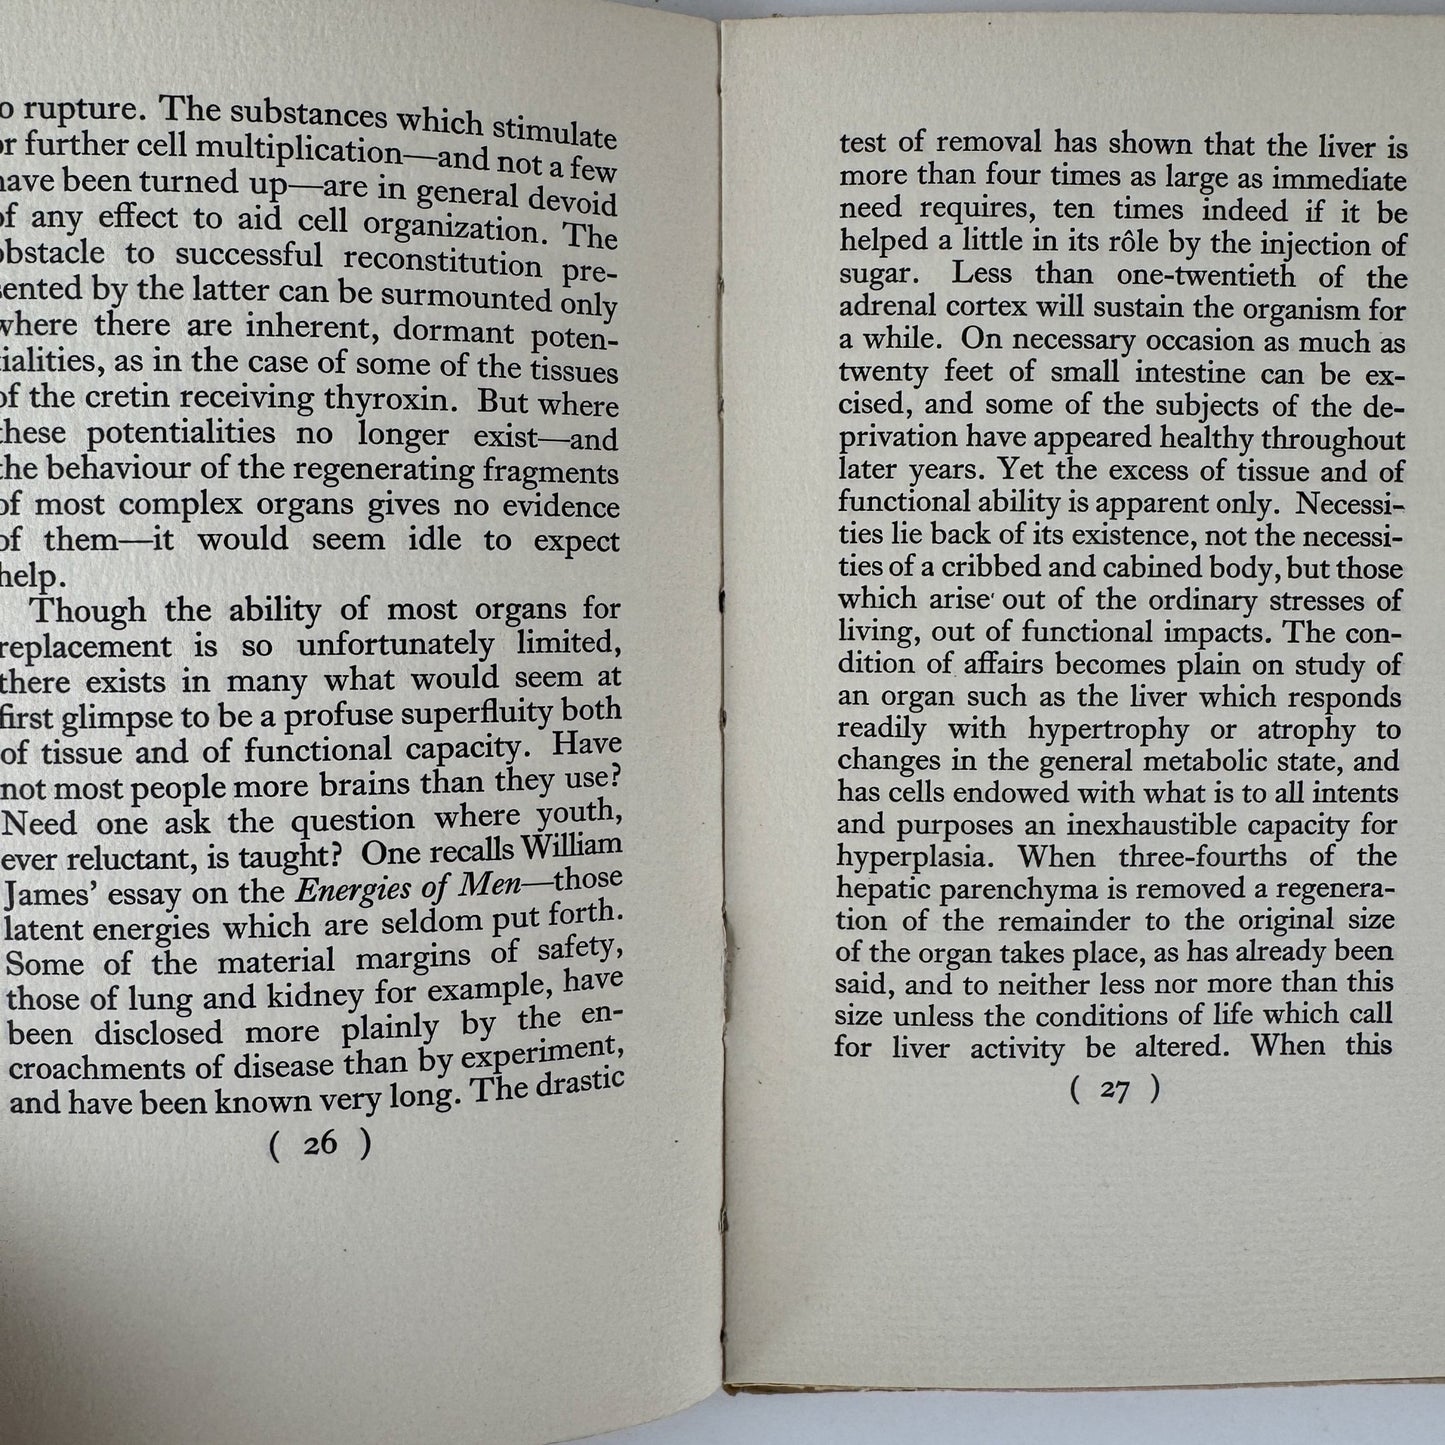 o rupture. The substances which stimulate
or further cell multiplication—and not a few
have been turned up—are in general devoid
of any effect to aid cell organization. The
obstacle to successful reconstitution pre-
sented by the latter can be surmounted only
where there are inherent, dormant poten-
tialities, as in the case of some of the tissues
of the cretin receiving thyroxin. But where
these potentialities no longer exist—and
the behaviour of the regenerating fragments
of most complex organs gives no evidence
of them—it would seem idle to expect
help.
Though the ability of most organs for
replacement is so unfortunately limited,
there exists in many what would seem at
first glimpse to be a profuse superfluity both
of tissue and of functional capacity. Have
not most people more brains than they use?
Need one ask the question where youth,
ever reluctant, is taught? One recalls William
James' essay on the Energies of Men—those
latent energies which are seldom put forth.
Some of the material margins of safety,
those of lung and kidney for example, have
been disclosed more plainly by the en-
croachments of disease than by experiment,
and have been known very long. The drastic
( 26 )
test of removal has shown that the liver is
more than four times as large as immediate
need requires, ten times indeed if it be
helped a little in its rôle by the injection of
sugar. Less than one-twentieth of the
adrenal cortex will sustain the organism for
a while. On necessary occasion as much as
twenty feet of small intestine can be ex-
cised, and some of the subjects of the de-
privation have appeared healthy throughout
later years. Yet the excess of tissue and of
functional ability is apparent only. Necessi-
ties lie back of its existence, not the necessi-
ties of a cribbed and cabined body, but those
which arise out of the ordinary stresses of
living, out of functional impacts. The con-
dition of affairs becomes plain on study of
an organ such as the liver which responds
readily with hypertrophy or atrophy to
changes in the general metabolic state, and
has cells endowed with what is to all intents
and purposes an inexhaustible capacity for
hyperplasia. When three-fourths of the
hepatic parenchyma is removed a regenera-
tion of the remainder to the original size
of the organ takes place, as has already been
said, and to neither less nor more than this
size unless the conditions of life which call
for liver activity be altered. When this
( 27 )